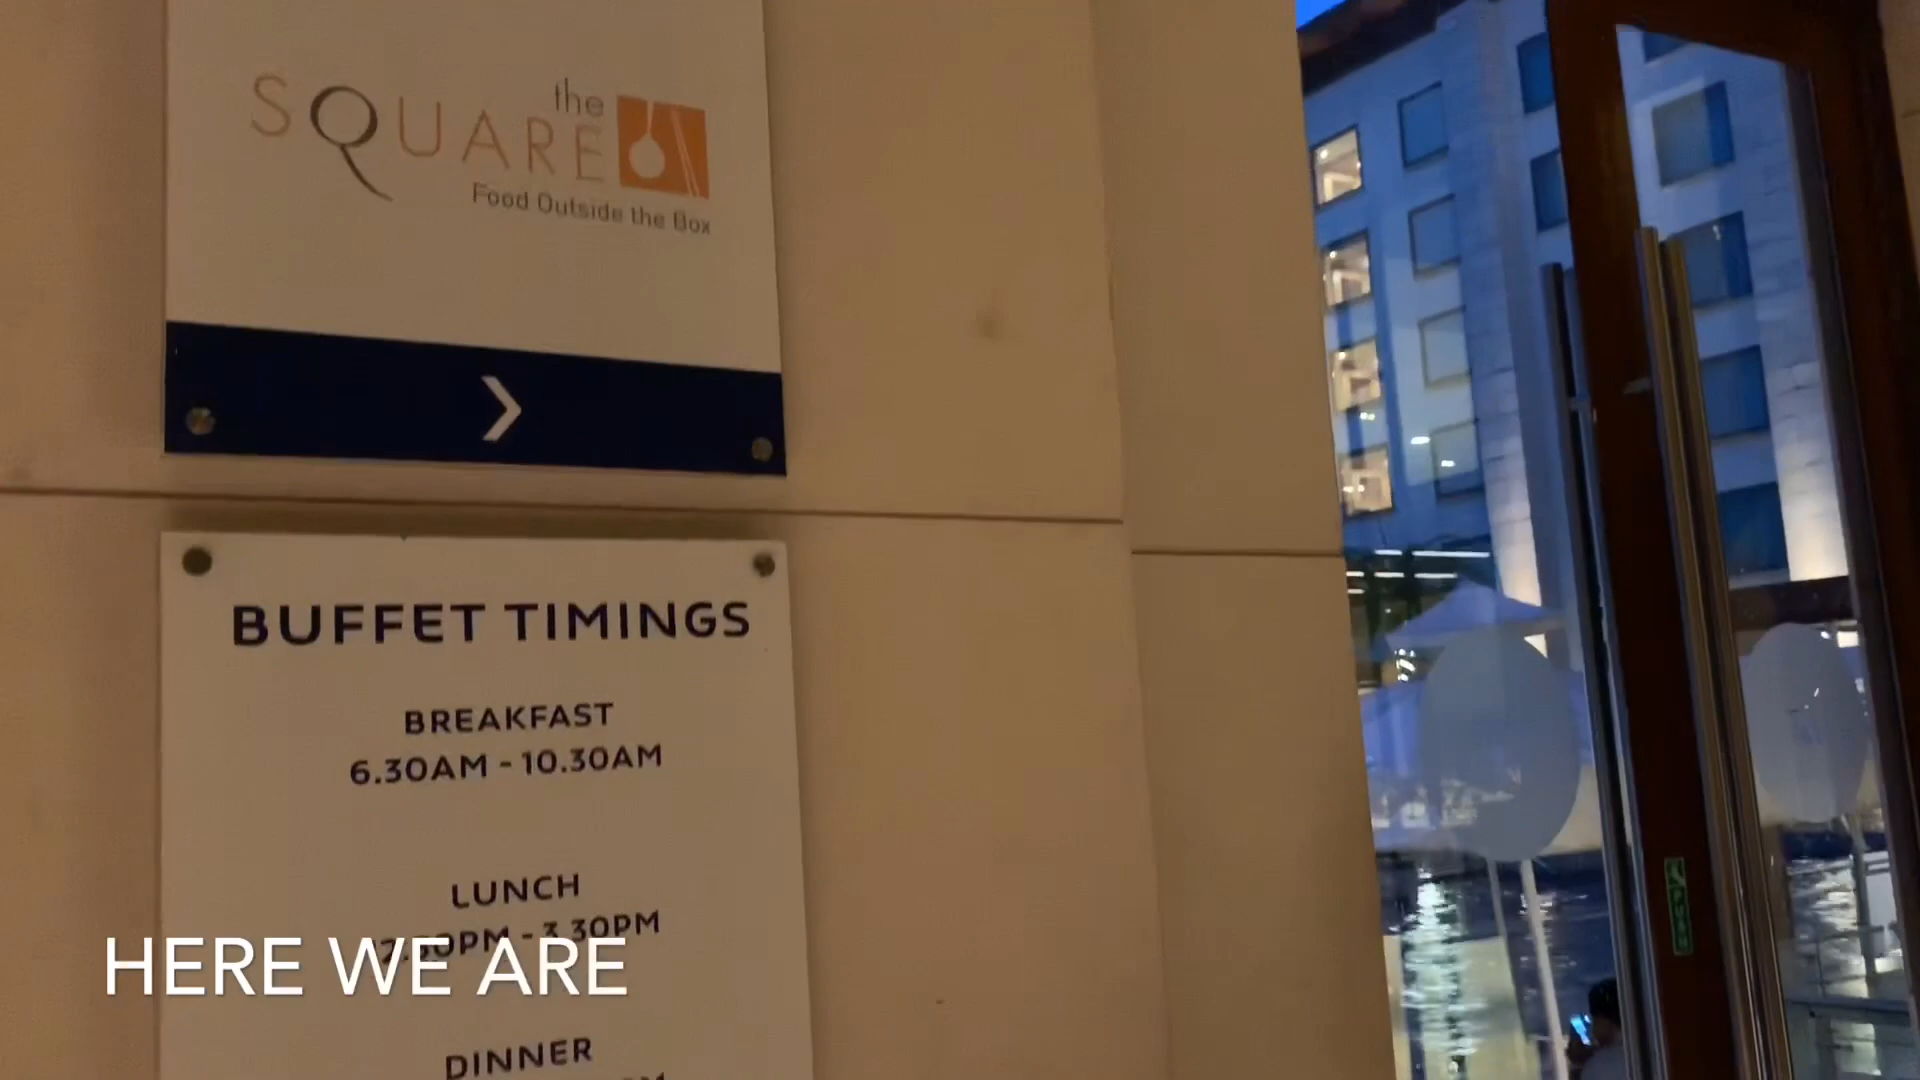 the
SQUARE
Food Outside the Box
BUFFET TIMINGS
BREAKFAST
6.30AM - 10.30AM
LUNCH
- 3.30PM
HERE WE ARE
DINNER
PUSH